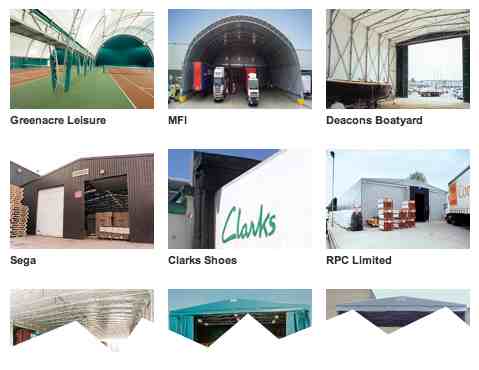 Greenacre Leisure
MFI
Deacons Boatyard
Clarks
Sega
Clarks Shoes
RPC Limited